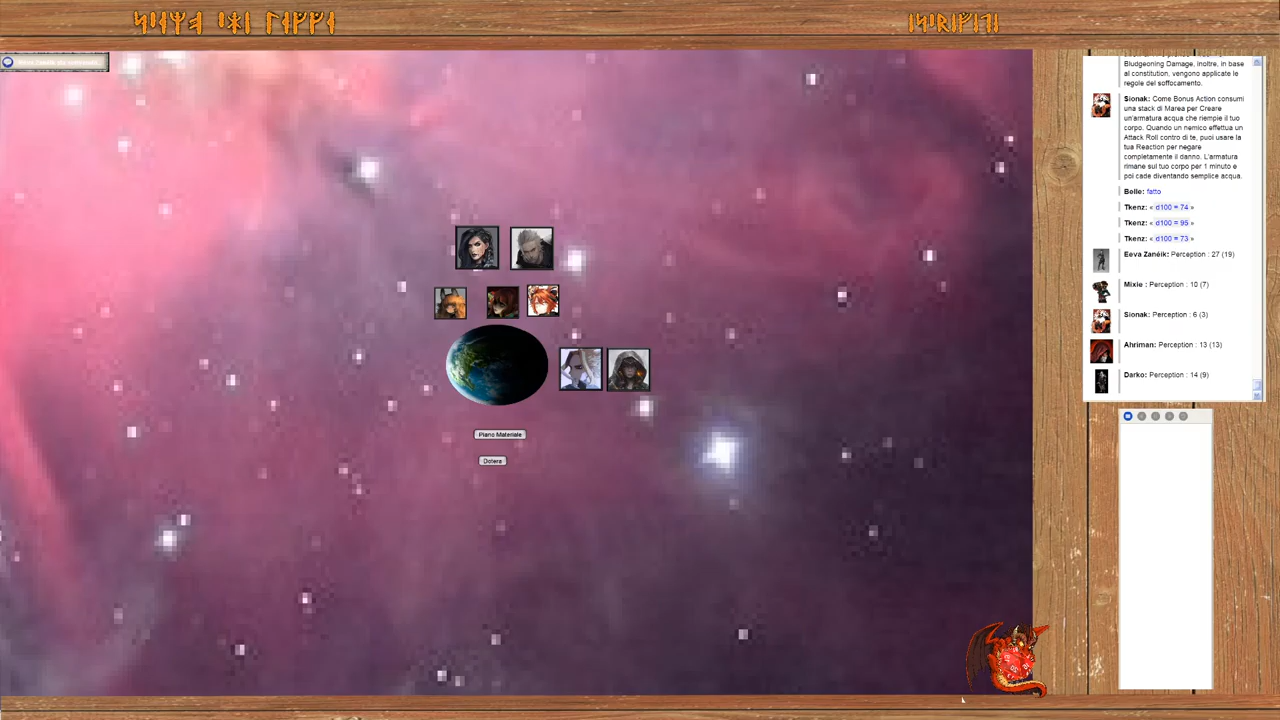 Bludgeoning Damage, inoltre, in base
al constitution, vengono applicate le
regole del soffocamento.
Sionak: Come Bonus Action consumi
una stack di Marea per Creare
un'armatura acqua che riempie il tuo
corpo. Quando un nemico effettua un
Attack Roll contro di te, puoi usare la
tua Reaction per negare
completamente il danno. L'armatura
rimane sul tuo corpo per 1 minuto e
poi cade diventando semplice acqua.
Belle: fatto
Tkenz: « d100 = 74 »
Tkenz: « d100 = 95 »
Tkenz: « d100 = 73 »
Eeva Zanéik: Perception : 27 (19)
Mixie : Perception : 10 (7)
Sionak: Perception : 6 (3)
Ahriman: Perception : 13 (13)
Darko: Perception : 14 (9)
Piano Materiale
Dotera